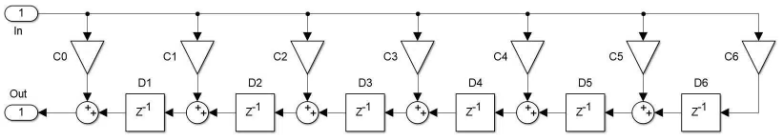 1
In
C0 C1 C2 C3 C4 C5 C6
Out D1 D2 D3 D4 D5 D6
1 + + Z-1 + + Z-1 + + Z-1 + + Z-1 + + Z-1 + + Z-1